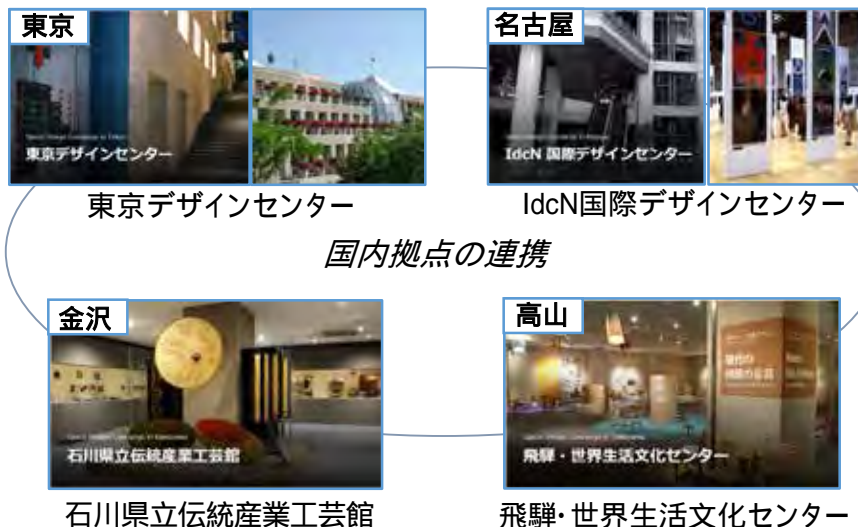 東京
東京デザインセンター
東京デザインセンター
名古屋
IdcN 国際デザインセンター
IdcN国際デザインセンター
国内拠点の連携
金沢
石川県立伝統産業工芸館
石川県立伝統産業工芸館
高山
飛騨・世界生活文化センター
飛騨・世界生活文化センター